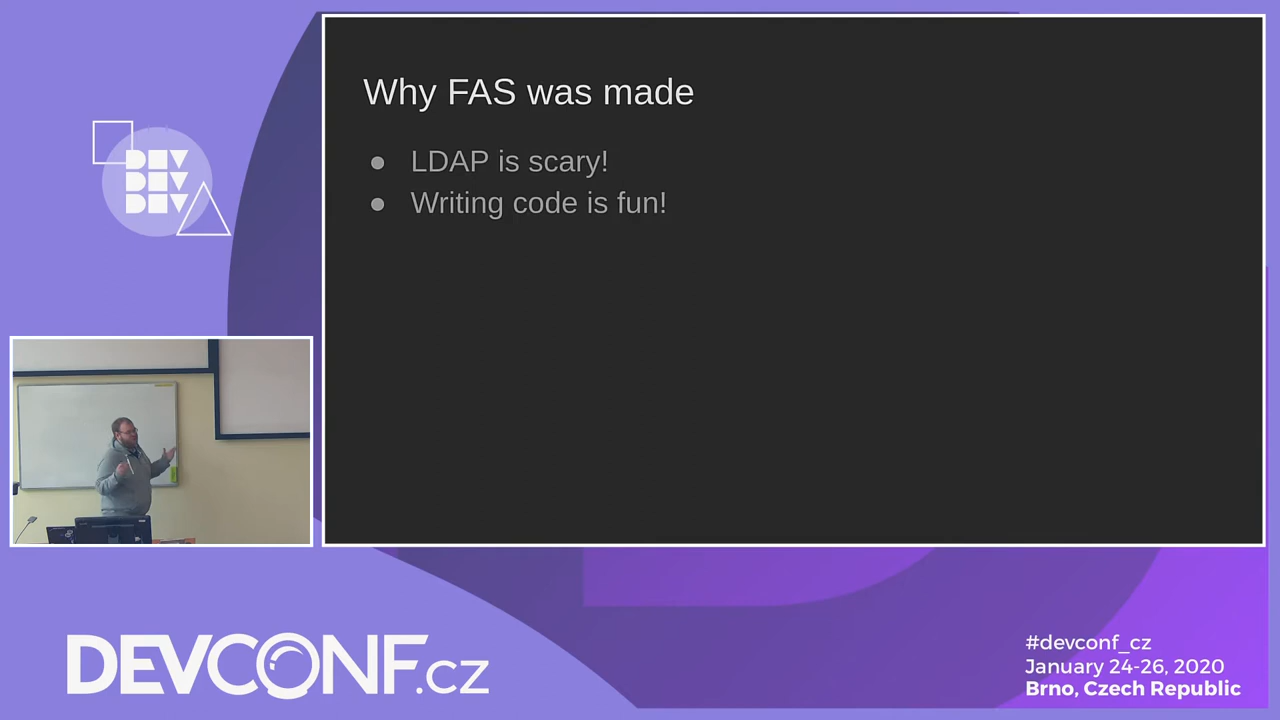 Why FAS was made
● LDAP is scary!
● Writing code is fun!
DEV
DEV
DEV
DEVCONF.cz
#devconf_cz
January 24-26, 2020
Brno, Czech Republic